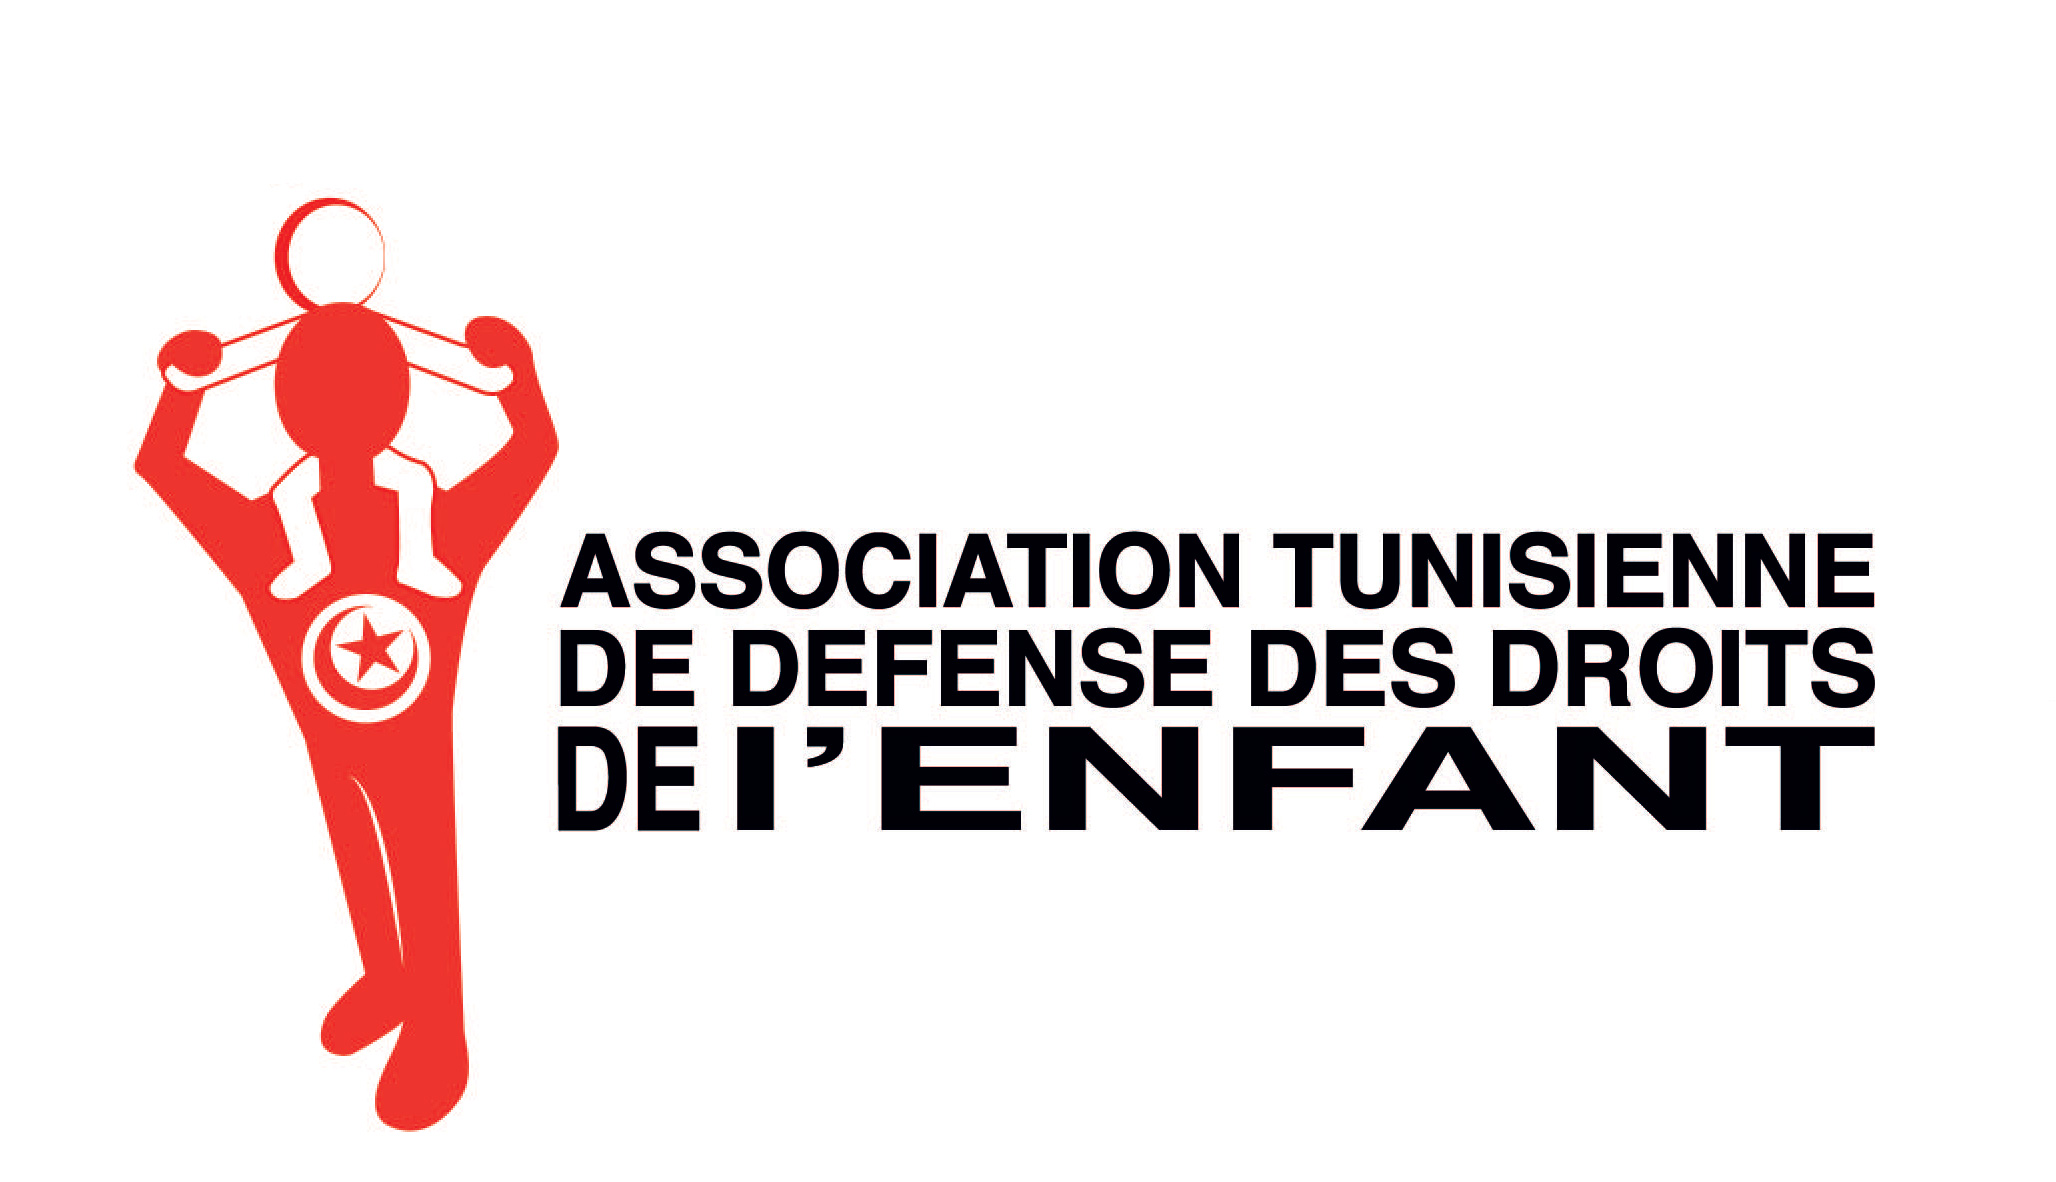 ASSOCIATION TUNISIENNE
DE DEFENSE DES DROITS
DE l'ENFANT